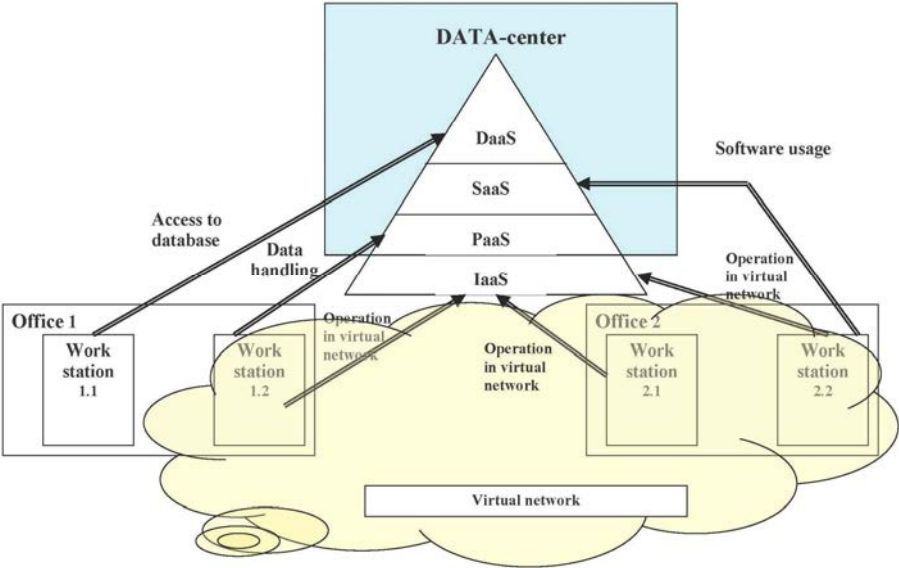 DATA-center
DaaS
SaaS
PaaS
IaaS
Software usage
Access to
database
Data
handling
Operation
in virtual
network
Operation
in virtual
network
Operation
in virtual
network
Office 1
Work
station
1.1
Work
station
1.2
Office 2
Work
station
2.1
Work
station
2.2
Virtual network